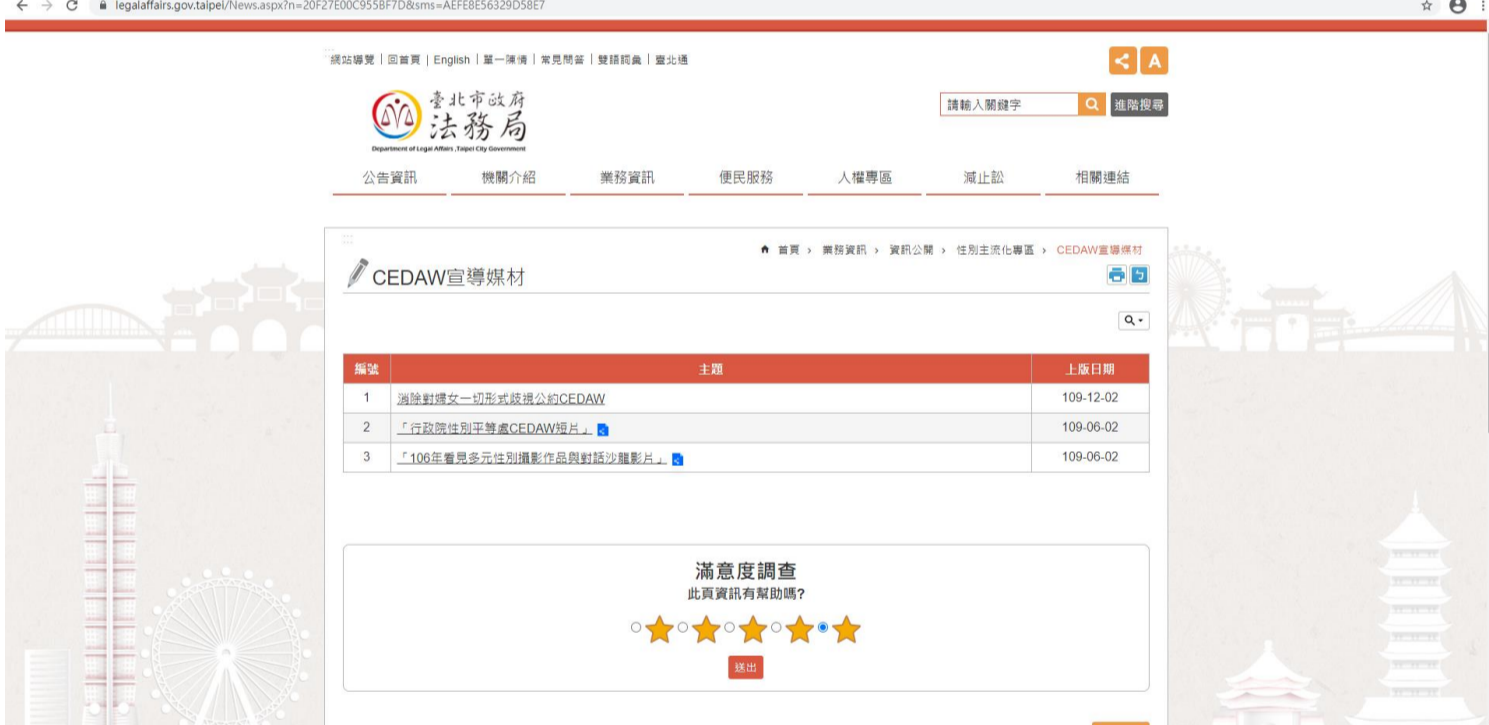 legalaffairs.gov.taipei/News.aspx?n=20F27E00C955BF7D&sms=AEFE8E56329D58E7
網站導覽 | 回首頁 | English | 單一陳情 | 常見問答 | 雙語詞彙 | 臺北通
A
臺北市政府
法務局
Department of Legal Affairs ,Taipei City Government
請輸入關鍵字
進階搜尋
公告資訊 機關介紹 業務資訊 便民服務 人權專區 減止訟 相關連結
首頁 › 業務資訊 › 資訊公開 › 性別主流化專區 › CEDAW宣導媒材
CEDAW宣導媒材
編號 主題 上版日期
1 消除對婦女一切形式歧視公約CEDAW 109-12-02
2 「行政院性別平等處CEDAW短片」 109-06-02
3 「106年看見多元性別攝影作品與對話沙龍影片」 109-06-02
滿意度調查
此頁資訊有幫助嗎?
送出